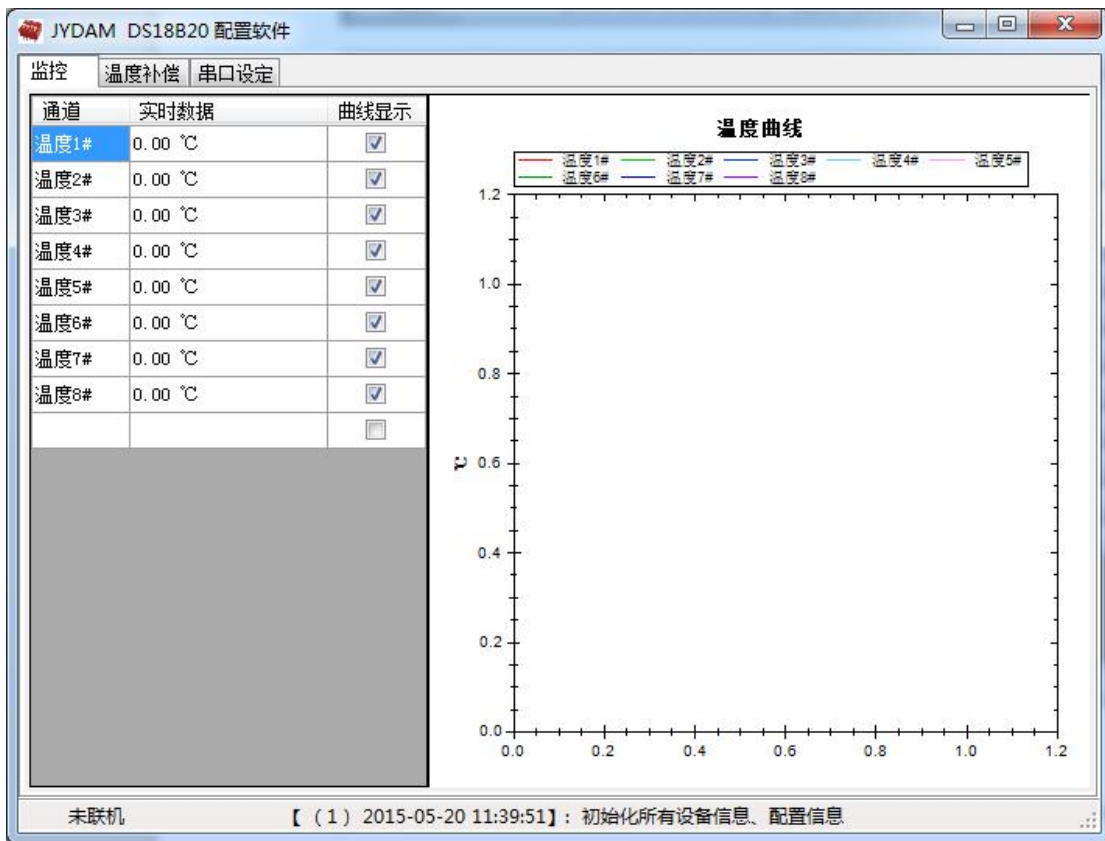 JYDAM DS18B20 配置软件
监控 温度补偿 串口设定
通道 实时数据 曲线显示
温度1# 0.00 ℃
温度2# 0.00 ℃
温度3# 0.00 ℃
温度4# 0.00 ℃
温度5# 0.00 ℃
温度6# 0.00 ℃
温度7# 0.00 ℃
温度8# 0.00 ℃
温度曲线
温度1# 温度2# 温度3# 温度4# 温度5#
温度6# 温度7# 温度8#
1.2
1.0
0.8
℃ 0.6
0.4
0.2
0.0
0.0 0.2 0.4 0.6 0.8 1.0 1.2
未联机 【（1）2015-05-20 11:39:51】：初始化所有设备信息、配置信息